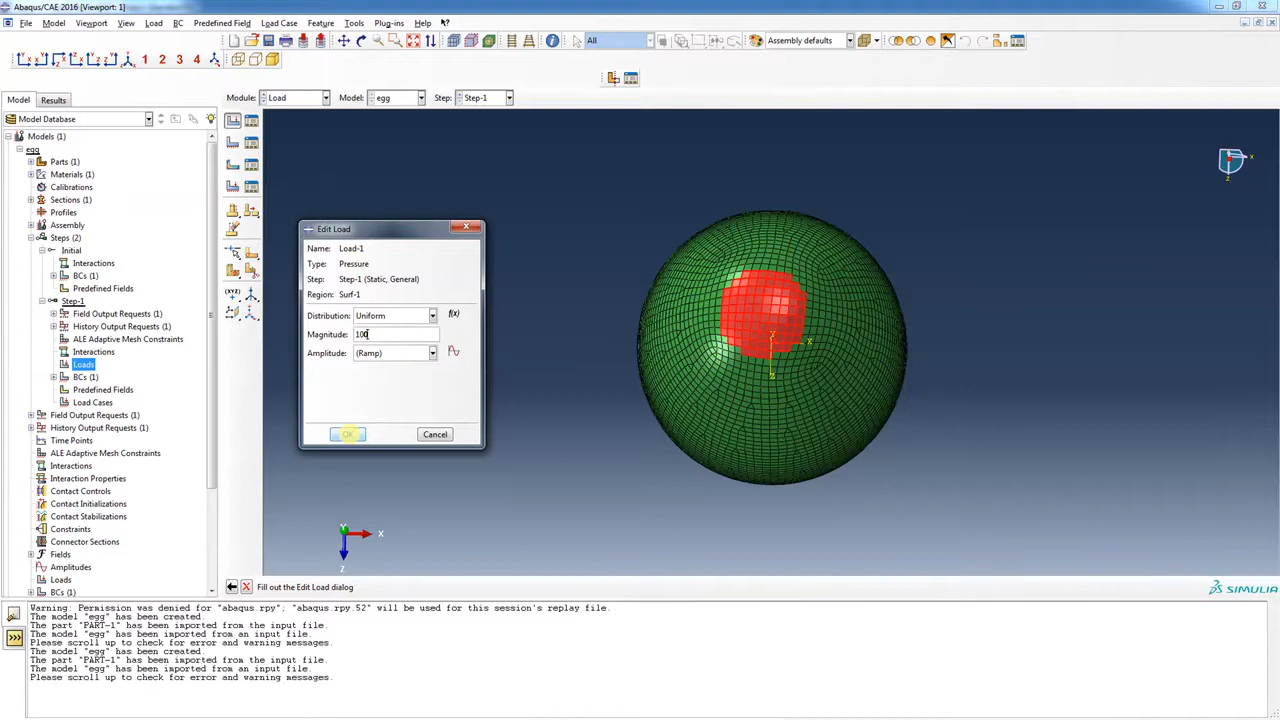 Abaqus/CAE 2016 [Viewport: 1]
File Model Viewport View Load BC Predefined Field Load Case Feature Tools Plug-ins Help
All Assembly defaults
1 2 3 4
Model Results
Module: Load Model: egg Step: Step-1
Model Database
Models (1)
egg
Parts (1)
Materials (1)
Calibrations
Sections (1)
Profiles
Assembly
Steps (2)
Initial
Interactions
BCs (1)
Predefined Fields
Step-1
Field Output Requests (1)
History Output Requests (1)
ALE Adaptive Mesh Constraints
Interactions
Loads
BCs (1)
Predefined Fields
Load Cases
Field Output Requests (1)
History Output Requests (1)
Time Points
ALE Adaptive Mesh Constraints
Interactions
Interaction Properties
Contact Controls
Contact Initializations
Contact Stabilizations
Constraints
Connector Sections
Fields
Amplitudes
Loads
BCs (1)
(XYZ)
Edit Load
Name: Load-1
Type: Pressure
Step: Step-1 (Static, General)
Region: Surf-1
Distribution: Uniform f(x)
Magnitude: 100
Amplitude: (Ramp)
OK Cancel
X
Z
Y
X
Z
Y
X
Z
Fill out the Edit Load dialog
SIMULIA
Warning: Permission was denied for "abaqus.rpy"; "abaqus.rpy.52" will be used for this session's replay file.
The model "egg" has been created.
The part "PART-1" has been imported from the input file.
The model "egg" has been imported from an input file.
Please scroll up to check for error and warning messages.
The model "egg" has been created.
The part "PART-1" has been imported from the input file.
The model "egg" has been imported from an input file.
Please scroll up to check for error and warning messages.
>>>